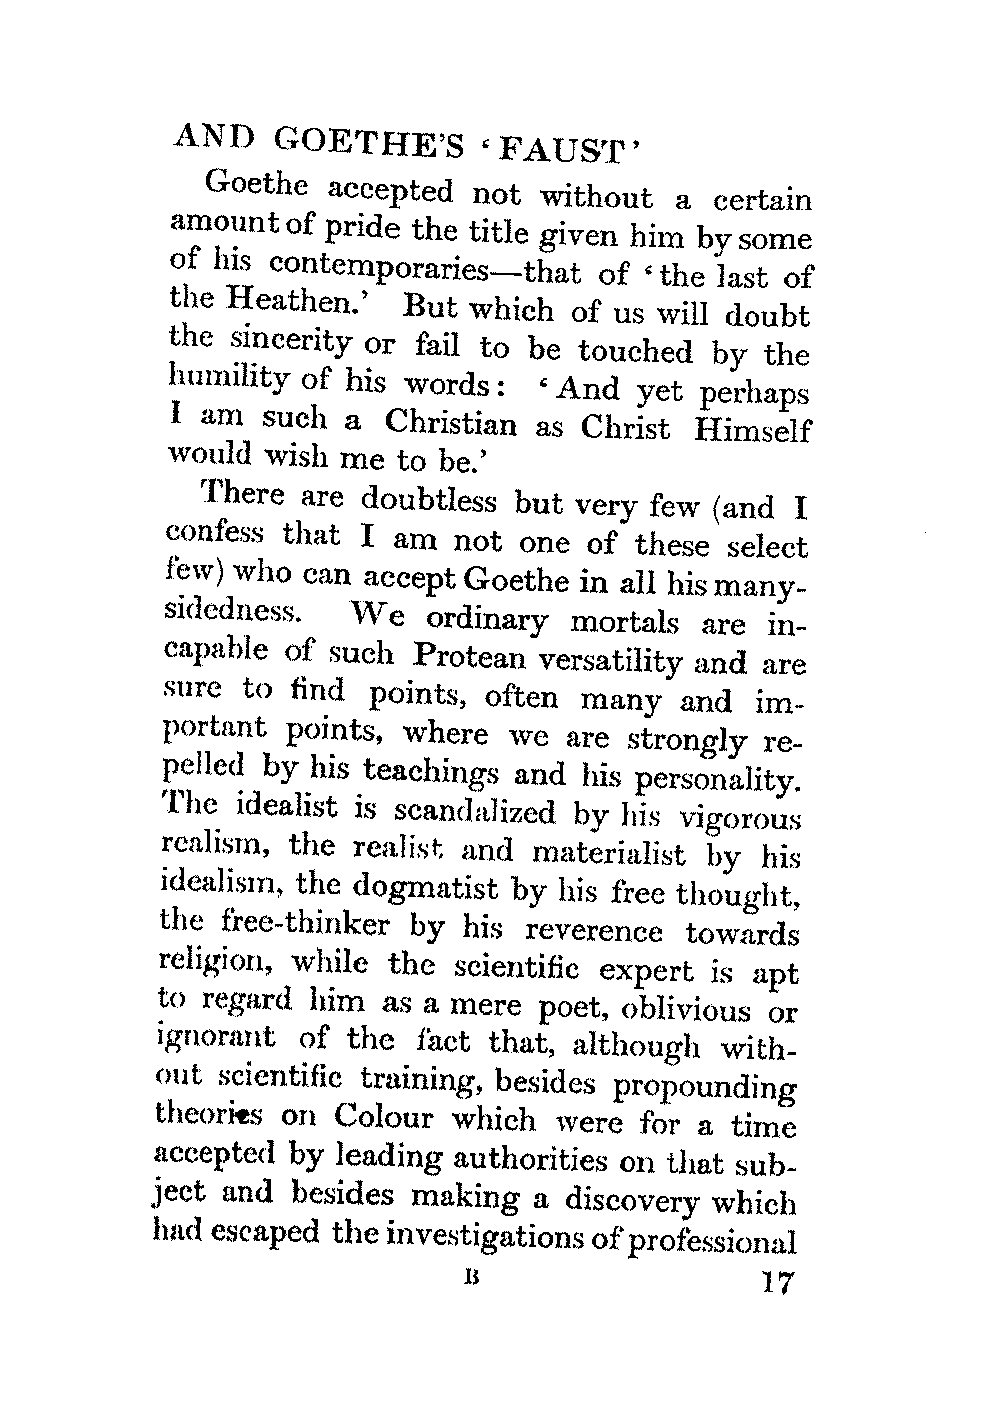 AND GOETHE'S ‘FAUST’
Goethe accepted not without a certain
amount of pride the title given him by some
of his contemporaries—that of ‘the last of
the Heathen.’ But which of us will doubt
the sincerity or fail to be touched by the
humility of his words: ‘And yet perhaps
I am such a Christian as Christ Himself
would wish me to be.’
There are doubtless but very few (and I
confess that I am not one of these select
few) who can accept Goethe in all his many-
sidedness. We ordinary mortals are in-
capable of such Protean versatility and are
sure to find points, often many and im-
portant points, where we are strongly re-
pelled by his teachings and his personality.
The idealist is scandalized by his vigorous
realism, the realist and materialist by his
idealism, the dogmatist by his free thought,
the free-thinker by his reverence towards
religion, while the scientific expert is apt
to regard him as a mere poet, oblivious or
ignorant of the fact that, although with-
out scientific training, besides propounding
theories on Colour which were for a time
accepted by leading authorities on that sub-
ject and besides making a discovery which
had escaped the investigations of professional
B 17